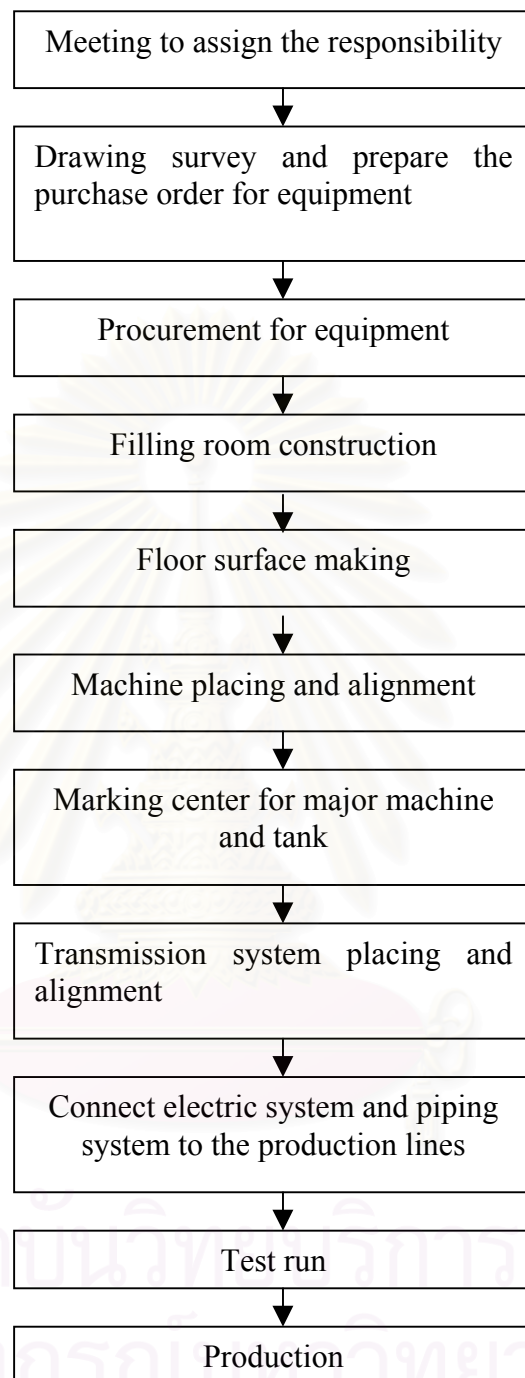 Meeting to assign the responsibility
Drawing survey and prepare the
purchase order for equipment
Procurement for equipment
Filling room construction
Floor surface making
Machine placing and alignment
Marking center for major machine
and tank
Transmission system placing and
alignment
Connect electric system and piping
system to the production lines
Test run
Production